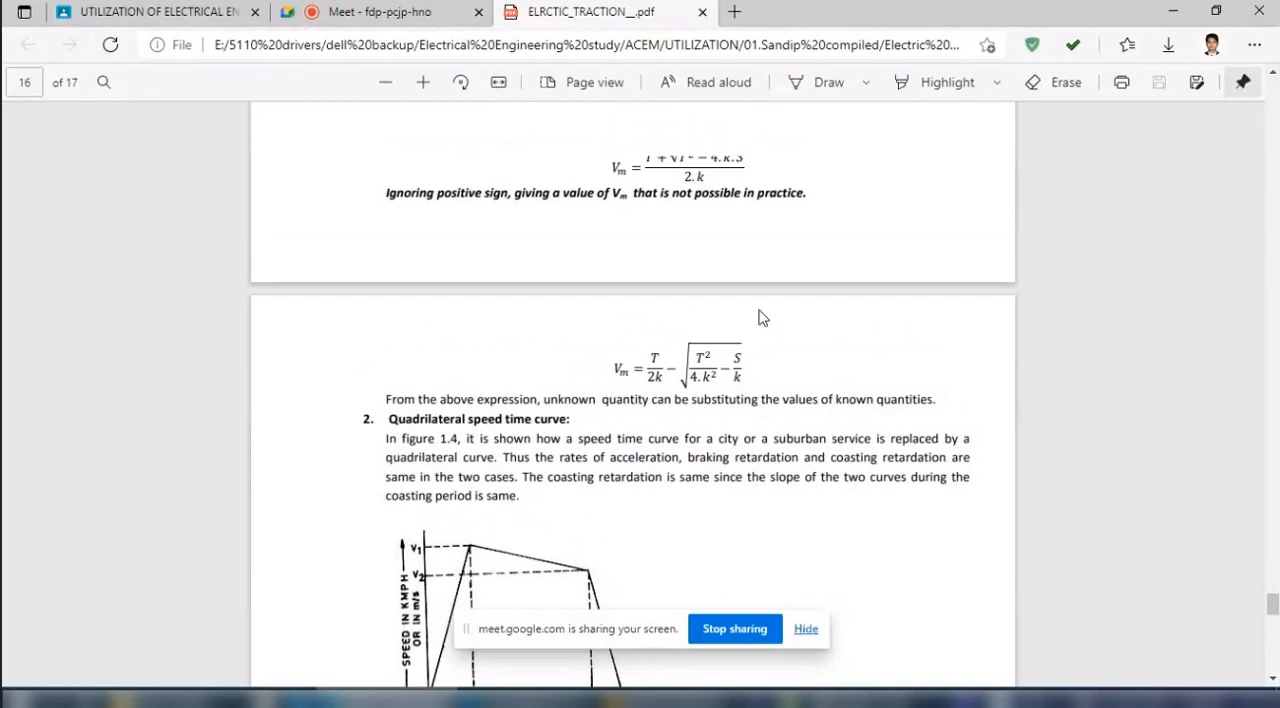 UTILIZATION OF ELECTRICAL EN
Meet - fdp-pcjp-hno
ELRCTIC_TRACTION__.pdf
File E:/5110%20drivers/dell%20backup/Electrical%20Engineering%20study/ACEM/UTILIZATION/01.Sandip%20compiled/Electric%20...
16 of 17 Page view Read aloud Draw Highlight Erase
Vm = T + √T² − 4.k.S / 2.k
Ignoring positive sign, giving a value of Vm that is not possible in practice.
Vm = T/2k − √(T²/4.k² − S/k)
From the above expression, unknown quantity can be substituting the values of known quantities.
2. Quadrilateral speed time curve:
In figure 1.4, it is shown how a speed time curve for a city or a suburban service is replaced by a
quadrilateral curve. Thus the rates of acceleration, braking retardation and coasting retardation are
same in the two cases. The coasting retardation is same since the slope of the two curves during the
coasting period is same.
V1
V2
SPEED IN KMPH
OR IN m/s
meet.google.com is sharing your screen. Stop sharing Hide